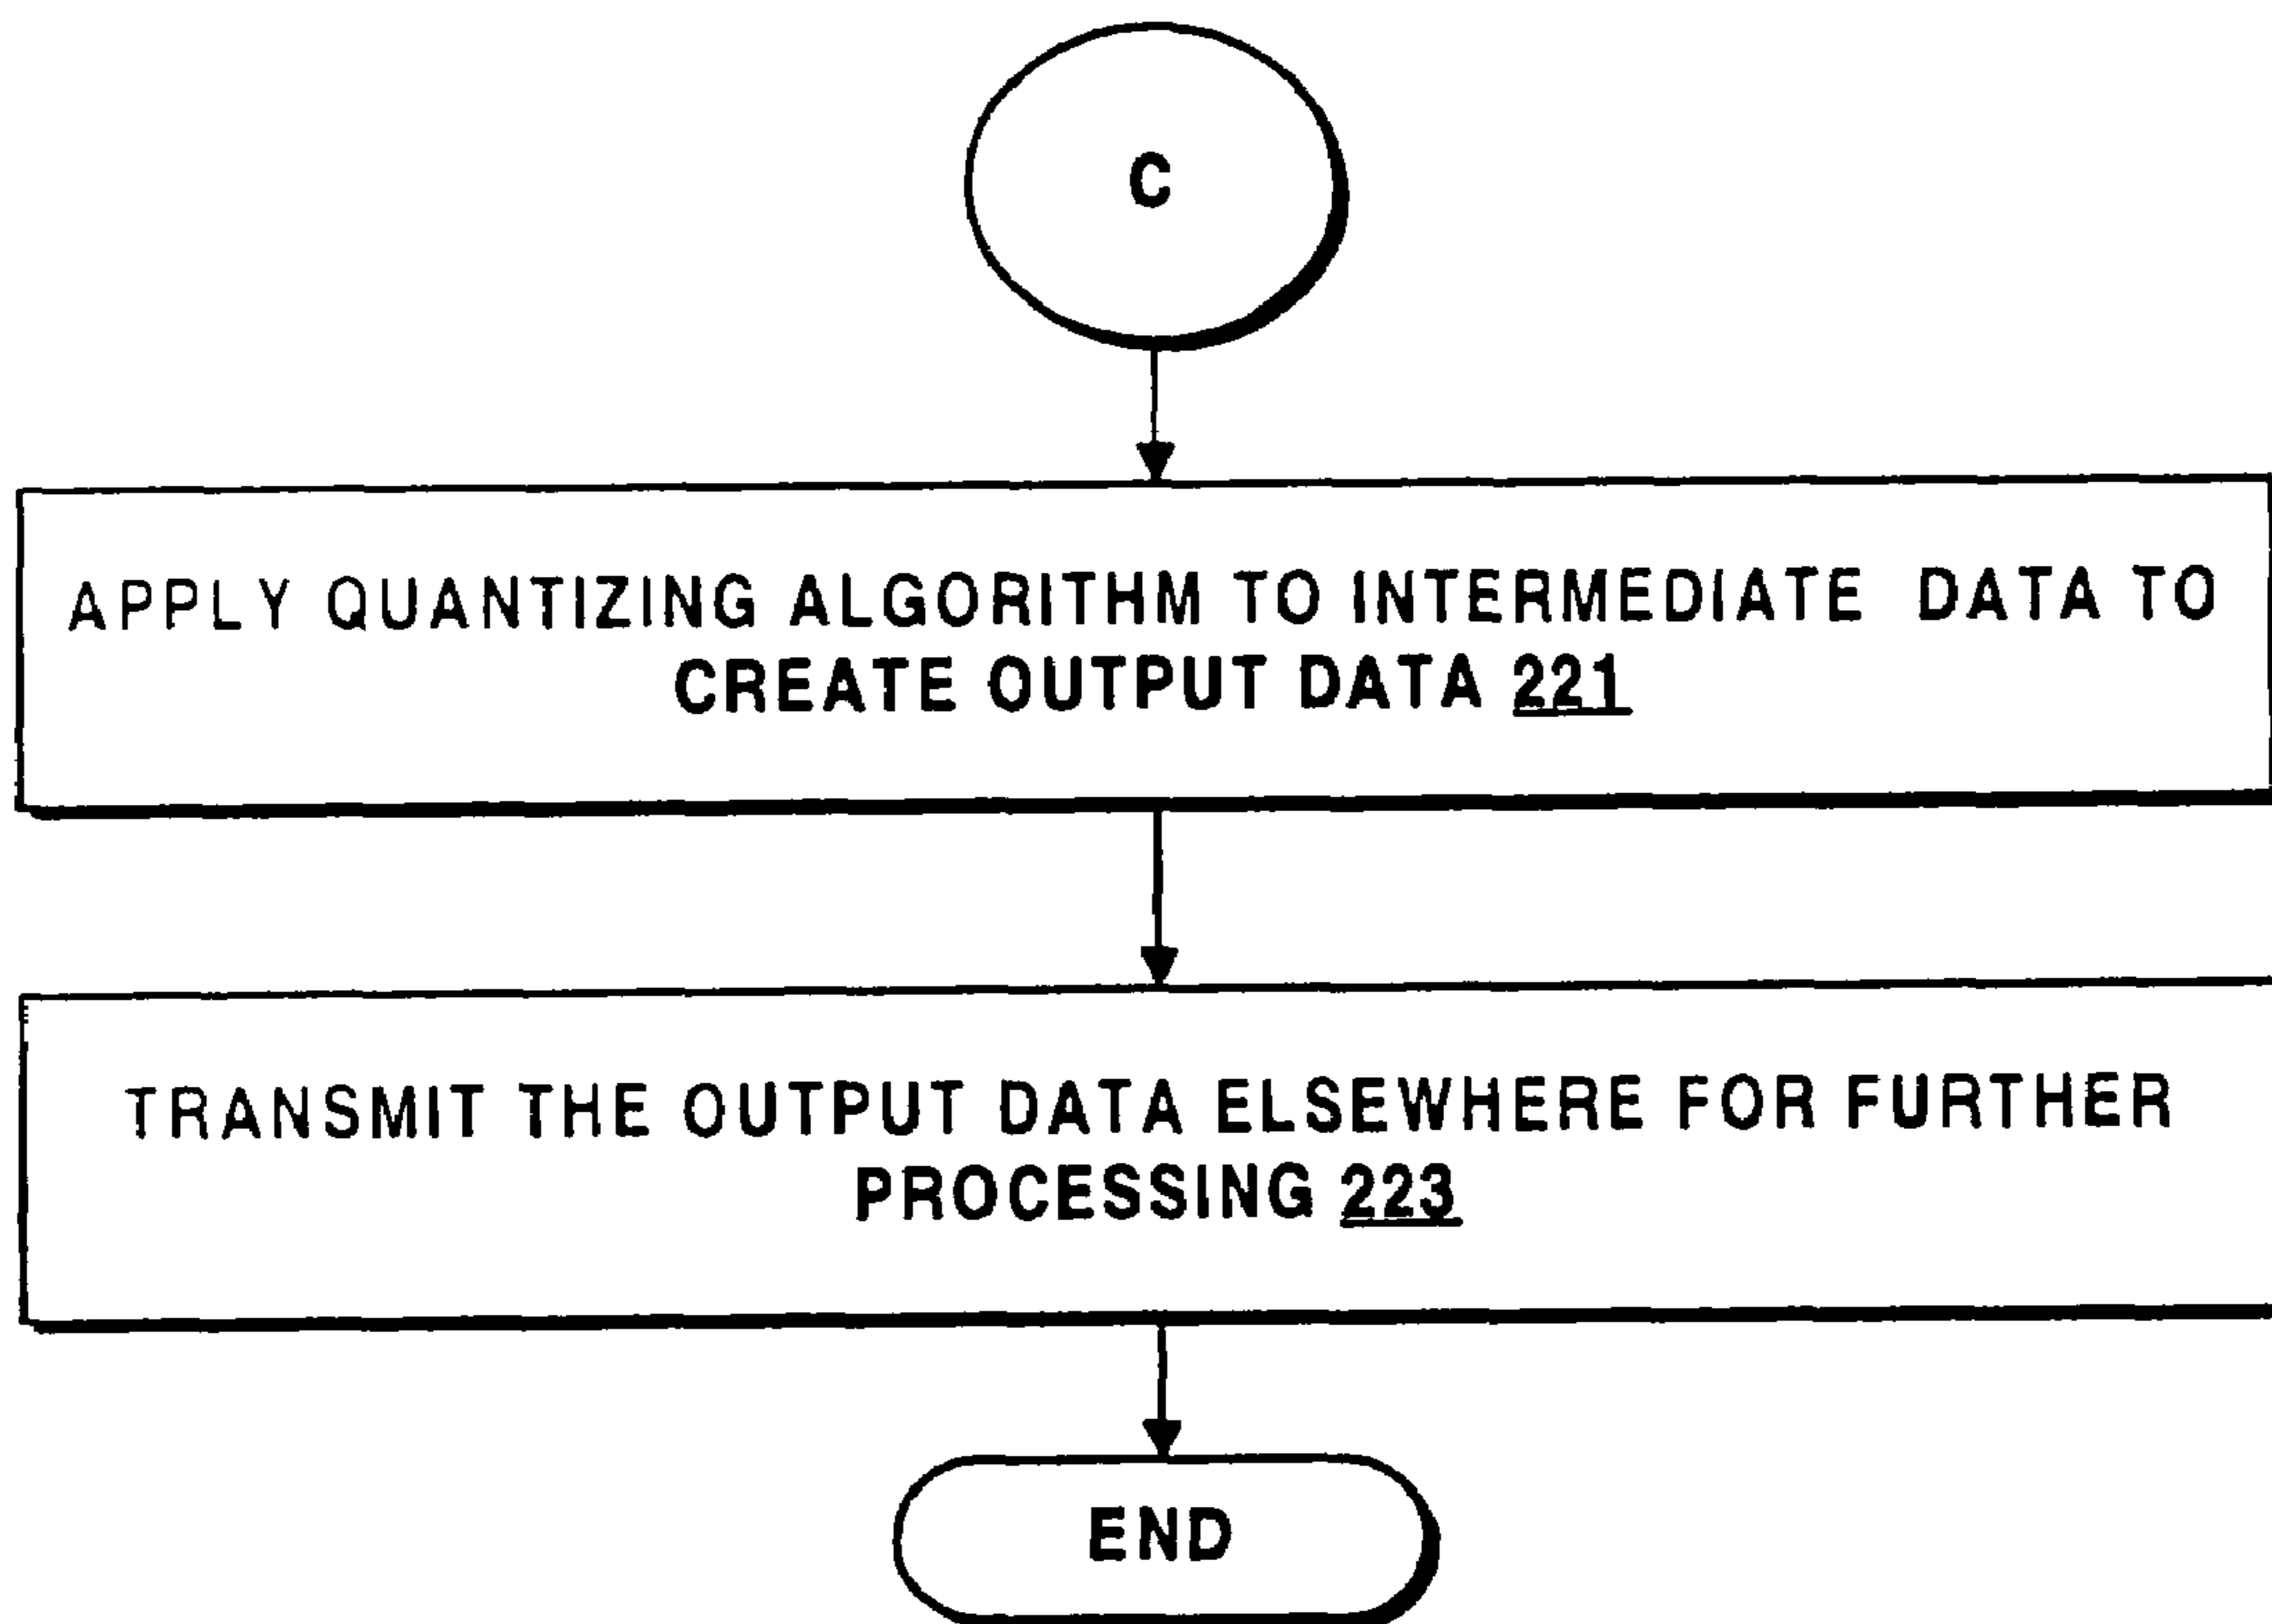 C
APPLY QUANTIZING ALGORITHM TO INTERMEDIATE DATA TO
CREATE OUTPUT DATA 221
TRANSMIT THE OUTPUT DATA ELSEWHERE FOR FURTHER
PROCESSING 223
END